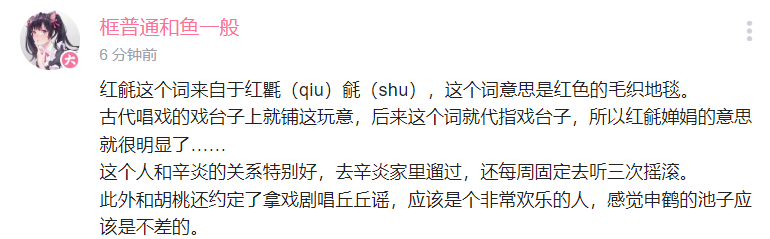 框普通和鱼一般
6 分钟前
红毹这个词来自于红氍（qiu）毹（shu），这个词意思是红色的毛织地毯。
古代唱戏的戏台子上就铺这玩意，后来这个词就代指戏台子，所以红毹婵娟的意思
就很明显了……
这个人和辛炎的关系特别好，去辛炎家里遛过，还每周固定去听三次摇滚。
此外和胡桃还约定了拿戏剧唱丘丘谣，应该是个非常欢乐的人，感觉申鹤的池子应
该是不差的。
大